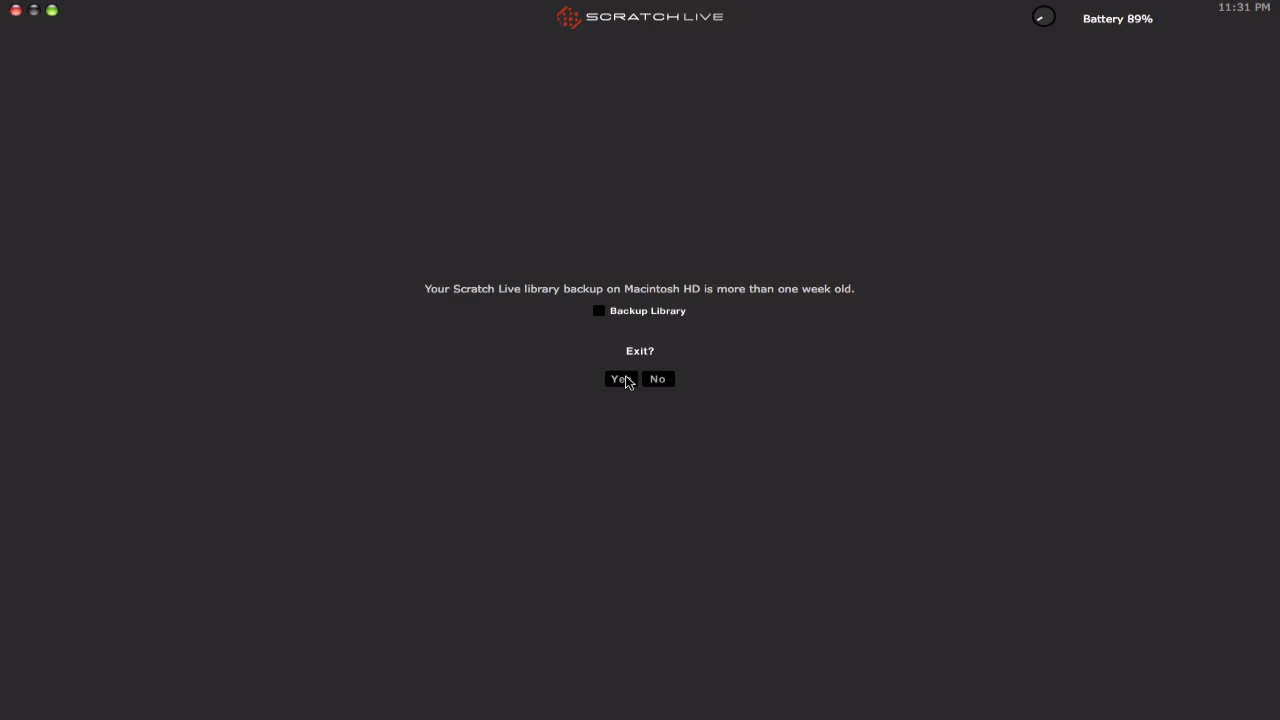 SCRATCH LIVE
Battery 89%
11:31 PM
Your Scratch Live library backup on Macintosh HD is more than one week old.
Backup Library
Exit?
Yes No